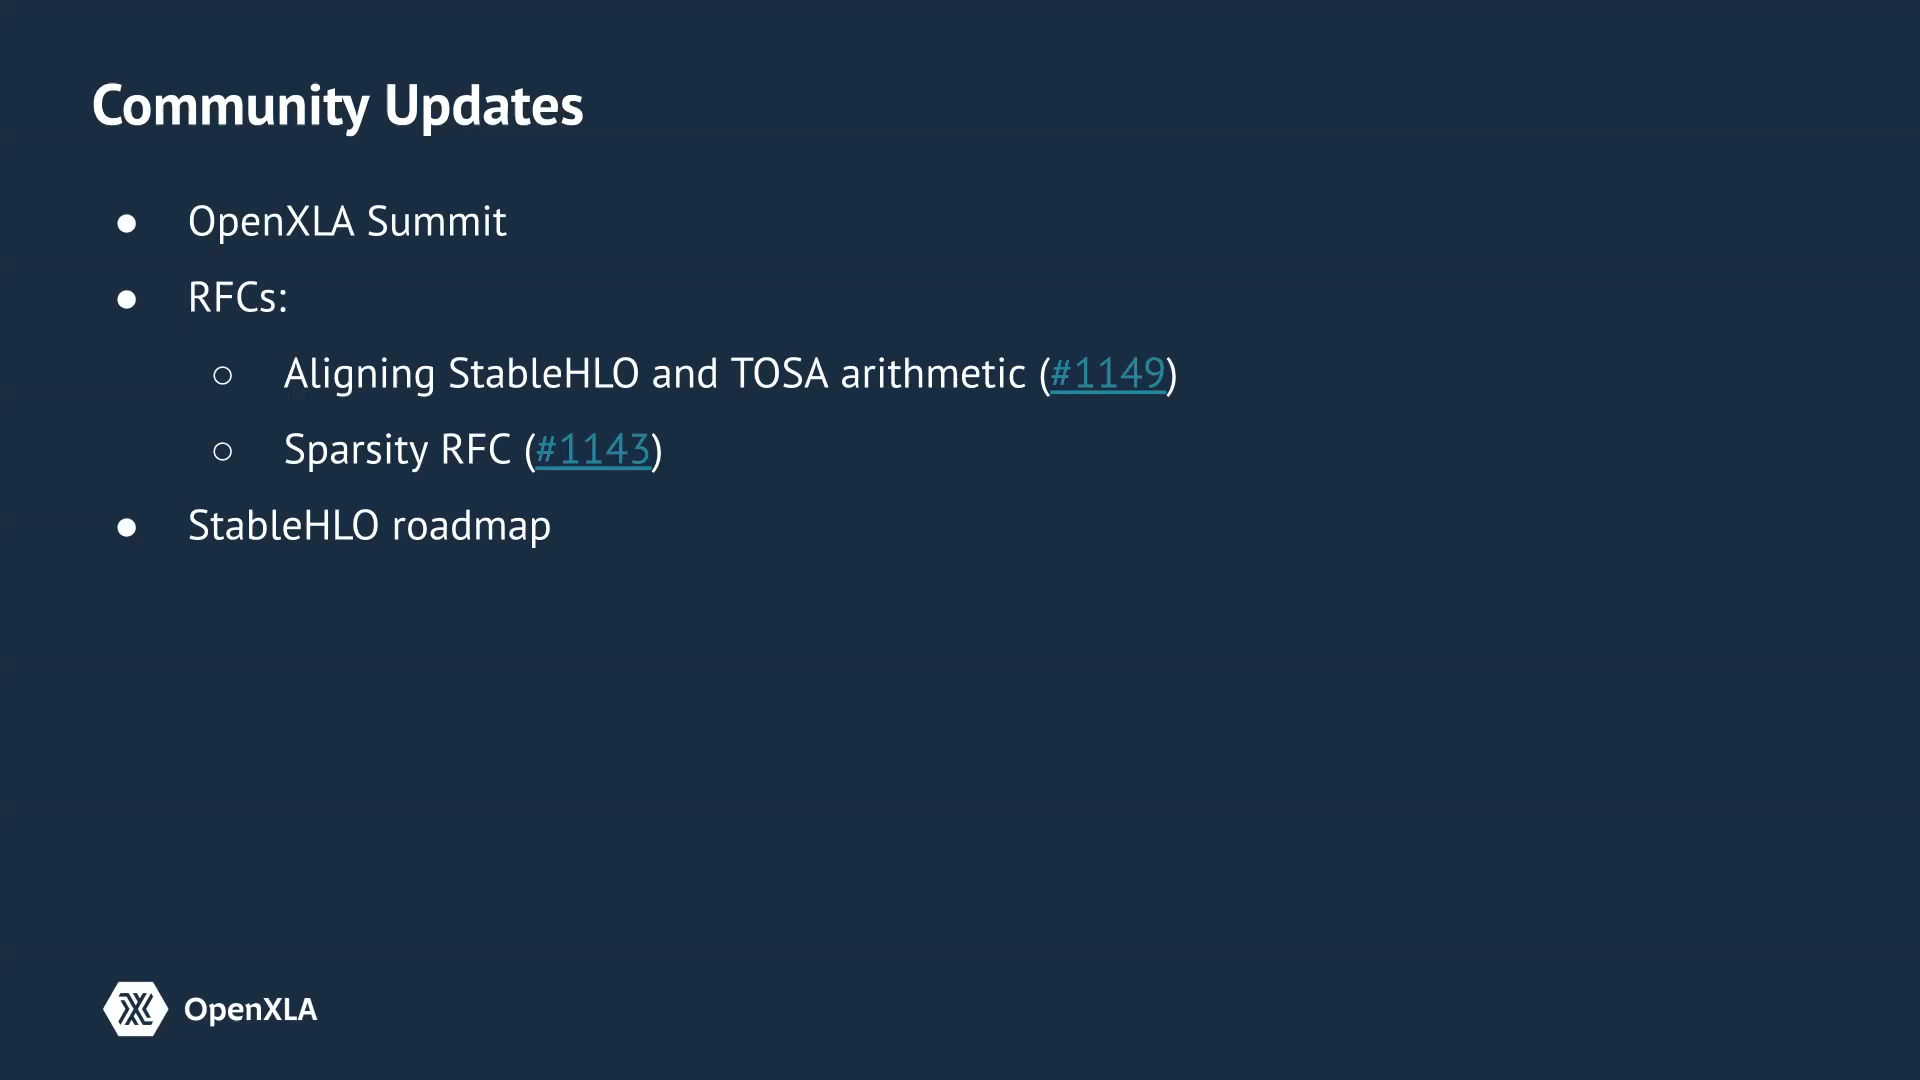 Community Updates
● OpenXLA Summit
● RFCs:
○ Aligning StableHLO and TOSA arithmetic (#1149)
○ Sparsity RFC (#1143)
● StableHLO roadmap
OpenXLA